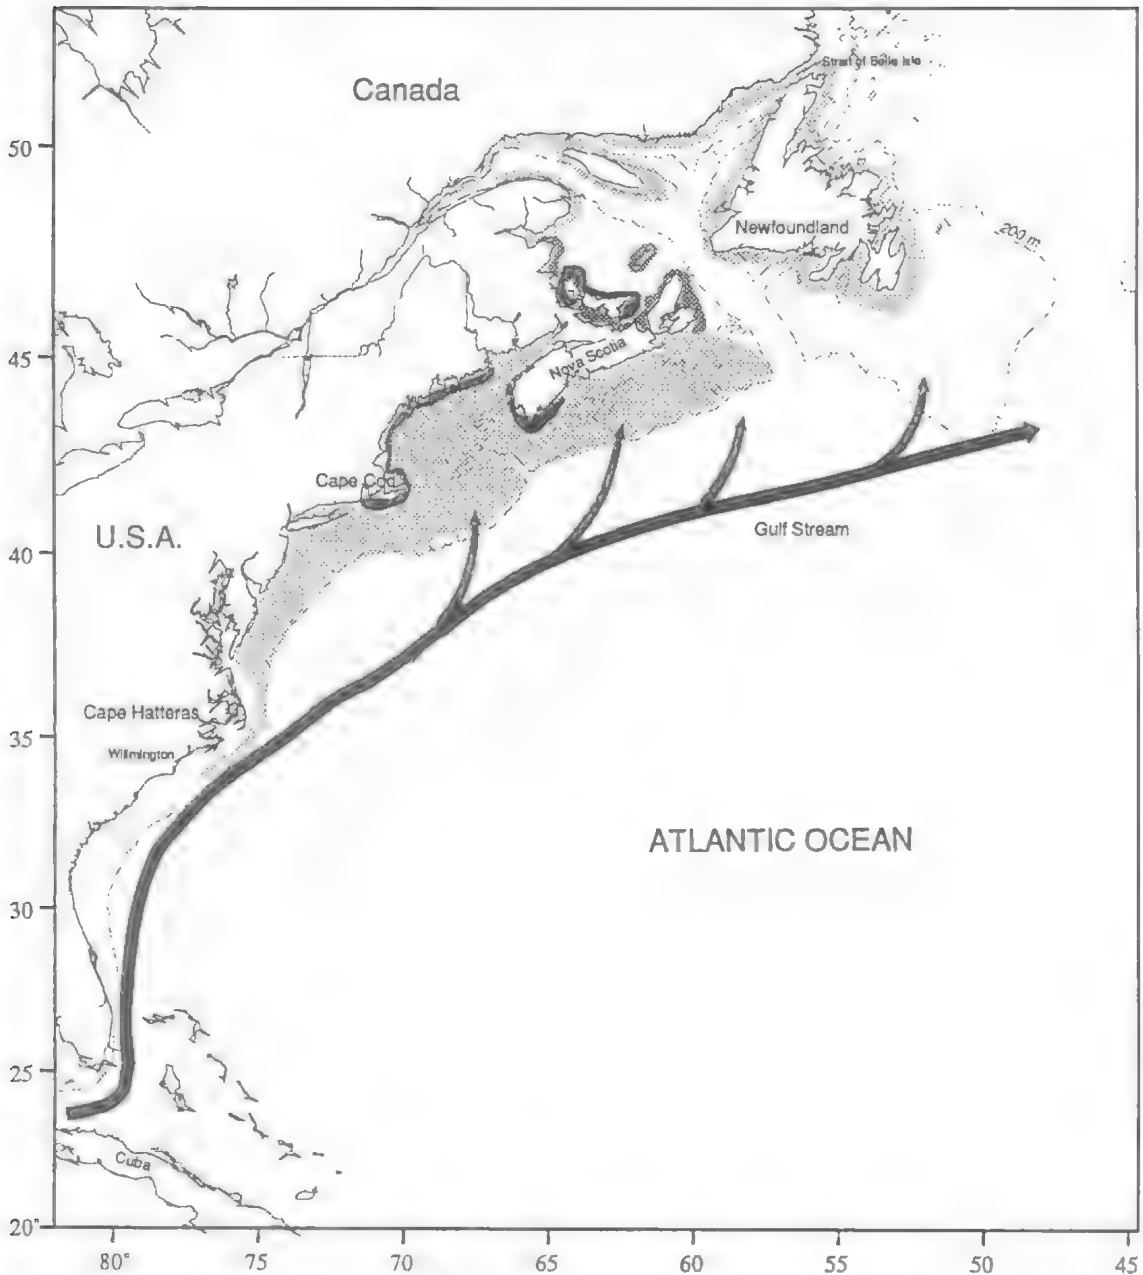 Strait of Belle Isle
Canada
50
Newfoundland
200 m
45
Nova Scotia
Cape Cod
U.S.A.
Gulf Stream
40
Cape Hatteras
35
Wilmington
ATLANTIC OCEAN
30
25
Cuba
20°
80°
75
70
65
60
55
50
45